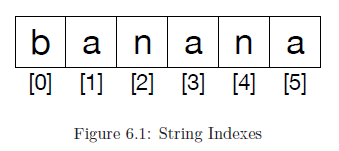 b a n a n a
[0] [1] [2] [3] [4] [5]
Figure 6.1: String Indexes